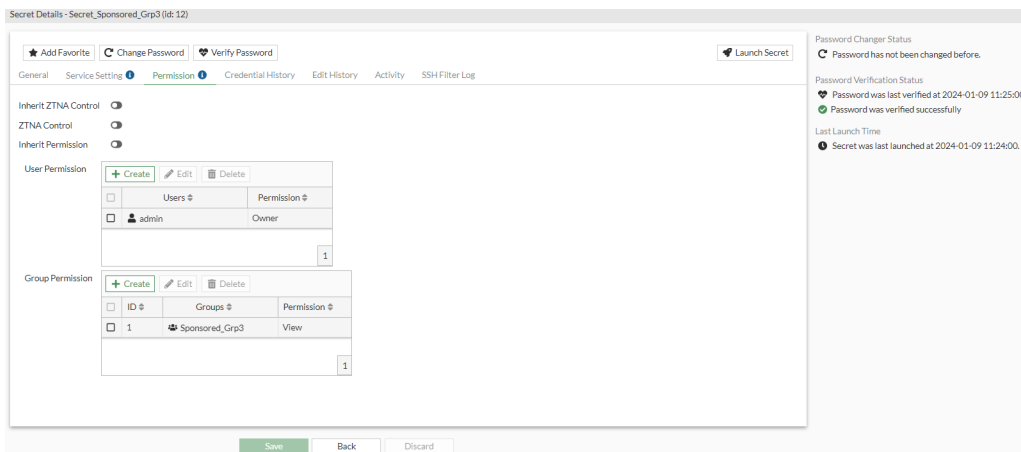 Secret Details - Secret_Sponsored_Grp3 (id: 12)
Add Favorite Change Password Verify Password Launch Secret
General Service Setting Permission Credential History Edit History Activity SSH Filter Log
Inherit ZTNA Control
ZTNA Control
Inherit Permission
User Permission
Create Edit Delete
Users Permission
admin Owner
1
Group Permission
Create Edit Delete
ID Groups Permission
1 Sponsored_Grp3 View
1
Save Back Discard
Password Changer Status
Password has not been changed before.
Password Verification Status
Password was last verified at 2024-01-09 11:25:00
Password was verified successfully
Last Launch Time
Secret was last launched at 2024-01-09 11:24:00.